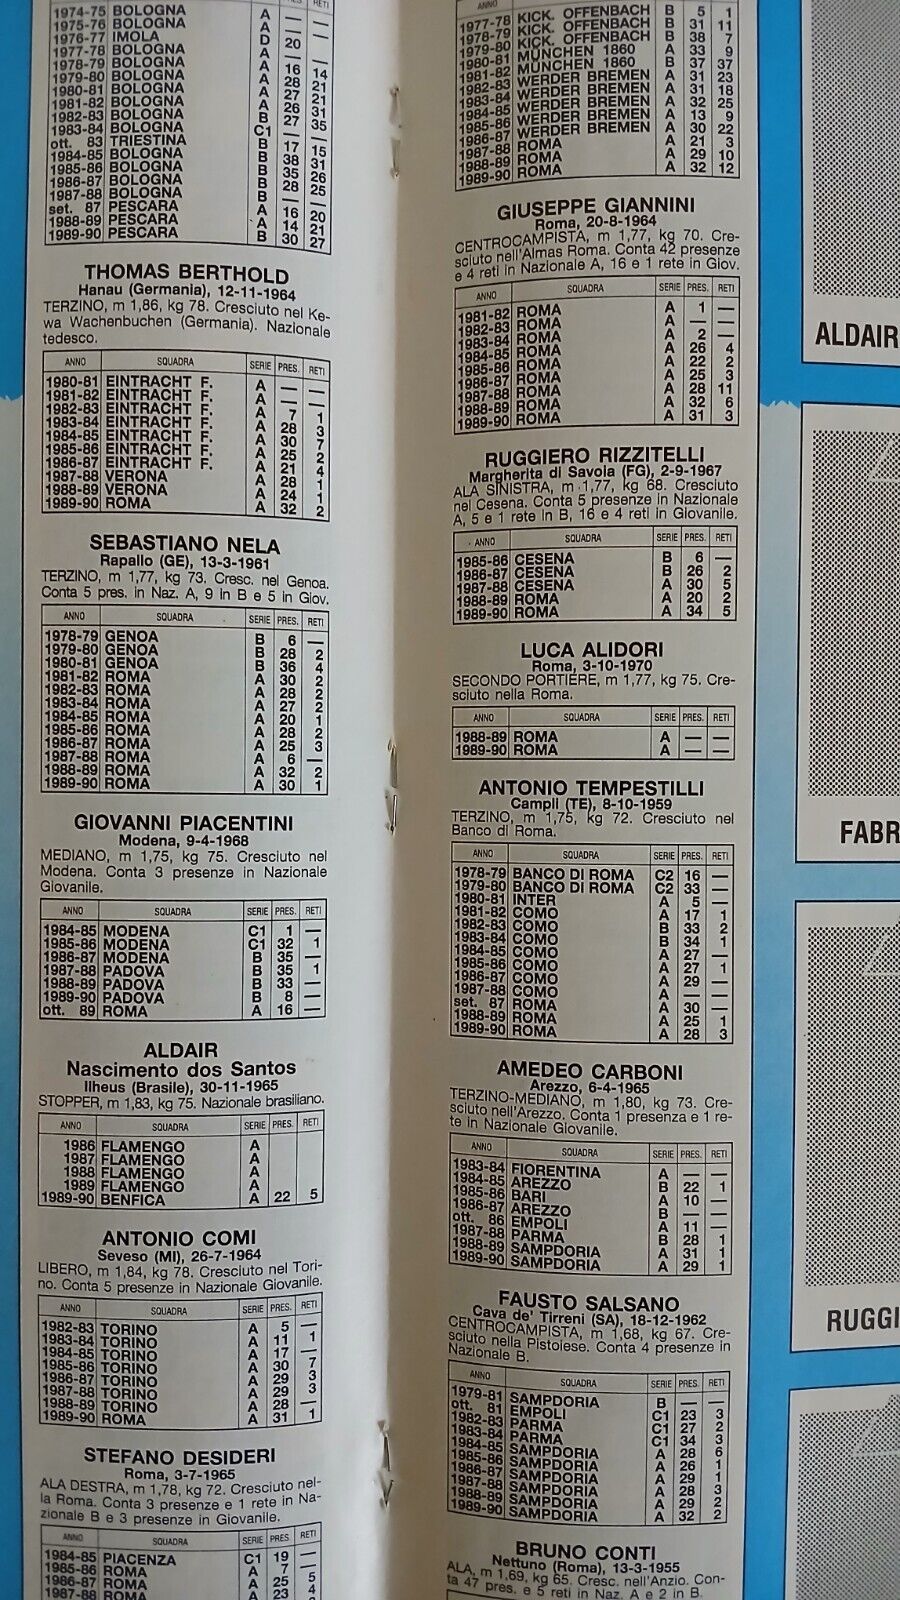 ANNO
RETI
1974-75 BOLOGNA A — —
1975-76 BOLOGNA A — —
1976-77 IMOLA D 20 —
1977-78 BOLOGNA A — —
1978-79 BOLOGNA A 16 14
1979-80 BOLOGNA A 28 21
1980-81 BOLOGNA A 27 21
1981-82 BOLOGNA A 26 31
1982-83 BOLOGNA B 27 35
1983-84 BOLOGNA C1 — —
ott. 83 TRIESTINA B 17 15
1984-85 BOLOGNA B 38 31
1985-86 BOLOGNA B 35 26
1986-87 BOLOGNA B 28 25
1987-88 BOLOGNA B — —
set. 87 PESCARA A 16 20
1988-89 PESCARA A 14 21
1989-90 PESCARA B 30 27
THOMAS BERTHOLD
Hanau (Germania), 12-11-1964
TERZINO, m 1,86, kg 78. Cresciuto nel Ke-
wa Wachenbuchen (Germania). Nazionale
tedesco.
ANNO SQUADRA SERIE PRES. RETI
1980-81 EINTRACHT F. A — —
1981-82 EINTRACHT F. A — —
1982-83 EINTRACHT F. A 7 1
1983-84 EINTRACHT F. A 28 3
1984-85 EINTRACHT F. A 30 7
1985-86 EINTRACHT F. A 25 2
1986-87 EINTRACHT F. A 21 4
1987-88 VERONA A 28 1
1988-89 VERONA A 24 1
1989-90 ROMA A 32 2
SEBASTIANO NELA
Rapallo (GE), 13-3-1961
TERZINO, m 1,77, kg 73. Cresc. nel Genoa.
Conta 5 pres. in Naz. A, 9 in B e 5 in Giov.
ANNO SQUADRA SERIE PRES. RETI
1978-79 GENOA B 6 —
1979-80 GENOA B 28 2
1980-81 GENOA B 36 4
1981-82 ROMA A 30 2
1982-83 ROMA A 28 2
1983-84 ROMA A 27 2
1984-85 ROMA A 20 1
1985-86 ROMA A 28 2
1986-87 ROMA A 25 3
1987-88 ROMA A 6 —
1988-89 ROMA A 32 2
1989-90 ROMA A 30 1
GIOVANNI PIACENTINI
Modena, 9-4-1968
MEDIANO, m 1,75, kg 75. Cresciuto nel
Modena. Conta 3 presenze in Nazionale
Giovanile.
ANNO SQUADRA SERIE PRES. RETI
1984-85 MODENA C1 1 —
1985-86 MODENA C1 32 1
1986-87 MODENA B 35 —
1987-88 PADOVA B 35 1
1988-89 PADOVA B 33 —
1989-90 PADOVA B 8 —
ott. 89 ROMA A 16 —
ALDAIR
Nascimento dos Santos
Ilheus (Brasile), 30-11-1965
STOPPER, m 1,83, kg 75. Nazionale brasiliano.
ANNO SQUADRA SERIE PRES. RETI
1986 FLAMENGO A
1987 FLAMENGO A
1988 FLAMENGO A
1989 FLAMENGO A
1989-90 BENFICA A 22 5
ANTONIO COMI
Seveso (MI), 26-7-1964
LIBERO, m 1,84, kg 78. Cresciuto nel Tori-
no. Conta 5 presenze in Nazionale Giovanile.
ANNO SQUADRA SERIE PRES. RETI
1982-83 TORINO A 5 —
1983-84 TORINO A 11 1
1984-85 TORINO A 17 —
1985-86 TORINO A 30 7
1986-87 TORINO A 29 3
1987-88 TORINO A 29 3
1988-89 TORINO A 28 —
1989-90 ROMA A 31 1
STEFANO DESIDERI
Roma, 3-7-1965
ALA DESTRA, m 1,78, kg 72. Cresciuto nel-
la Roma. Conta 3 presenze e 1 rete in Na-
zionale B e 3 presenze in Giovanile.
ANNO SQUADRA SERIE PRES. RETI
1984-85 PIACENZA C1 19 —
1985-86 ROMA A 7 —
1986-87 ROMA A 25 5
1987-88 ROMA A 23 4
1977-78 KICK. OFFENBACH B 5 1
1978-79 KICK. OFFENBACH B 31 11
1979-80 KICK. OFFENBACH B 38 7
1980-81 MÜNCHEN 1860 A 33 9
1981-82 MÜNCHEN 1860 B 37 37
1982-83 WERDER BREMEN A 31 23
1983-84 WERDER BREMEN A 31 18
1984-85 WERDER BREMEN A 32 25
1985-86 WERDER BREMEN A 13 9
1986-87 WERDER BREMEN A 30 22
1987-88 ROMA A 21 3
1988-89 ROMA A 29 10
1989-90 ROMA A 32 12
GIUSEPPE GIANNINI
Roma, 20-8-1964
CENTROCAMPISTA, m 1,77, kg 70. Cre-
sciuto nell'Almas Roma. Conta 42 presenze
e 4 reti in Nazionale A, 16 e 1 rete in Giov.
ANNO SQUADRA SERIE PRES. RETI
1981-82 ROMA A 1 —
1982-83 ROMA A — —
1983-84 ROMA A 2 —
1984-85 ROMA A 26 4
1985-86 ROMA A 22 2
1986-87 ROMA A 25 3
1987-88 ROMA A 28 11
1988-89 ROMA A 32 6
1989-90 ROMA A 31 3
RUGGIERO RIZZITELLI
Margherita di Savoia (FG), 2-9-1967
ALA SINISTRA, m 1,77, kg 68. Cresciuto
nel Cesena. Conta 5 presenze in Nazionale
A, 5 e 1 rete in B, 16 e 4 reti in Giovanile.
ANNO SQUADRA SERIE PRES. RETI
1985-86 CESENA B 6 —
1986-87 CESENA B 26 2
1987-88 CESENA A 30 5
1988-89 ROMA A 20 2
1989-90 ROMA A 34 5
LUCA ALIDORI
Roma, 3-10-1970
SECONDO PORTIERE, m 1,77, kg 75. Cre-
sciuto nella Roma.
ANNO SQUADRA SERIE PRES. RETI
1988-89 ROMA A — —
1989-90 ROMA A — —
ANTONIO TEMPESTILLI
Campli (TE), 8-10-1959
TERZINO, m 1,75, kg 72. Cresciuto nel
Banco di Roma.
ANNO SQUADRA SERIE PRES. RETI
1978-79 BANCO DI ROMA C2 16 —
1979-80 BANCO DI ROMA C2 33 —
1980-81 INTER A 5 —
1981-82 COMO A 17 1
1982-83 COMO B 33 2
1983-84 COMO B 34 1
1984-85 COMO A 27 —
1985-86 COMO A 27 1
1986-87 COMO A 29 —
1987-88 COMO A — —
set. 87 ROMA A 30 —
1988-89 ROMA A 25 1
1989-90 ROMA A 28 3
AMEDEO CARBONI
Arezzo, 6-4-1965
TERZINO-MEDIANO, m 1,80, kg 73. Cre-
sciuto nell'Arezzo. Conta 1 presenza e 1 re-
te in Nazionale Giovanile.
ANNO SQUADRA SERIE PRES. RETI
1983-84 FIORENTINA A — —
1984-85 AREZZO B 22 1
1985-86 BARI A 10 —
1986-87 AREZZO B — —
ott. 86 EMPOLI A 11 —
1987-88 PARMA B 28 1
1988-89 SAMPDORIA A 31 1
1989-90 SAMPDORIA A 29 1
FAUSTO SALSANO
Cava de' Tirreni (SA), 18-12-1962
CENTROCAMPISTA, m 1,68, kg 67. Cre-
sciuto nella Pistoiese. Conta 4 presenze in
Nazionale B.
ANNO SQUADRA SERIE PRES. RETI
1979-81 SAMPDORIA B — —
ott. 81 EMPOLI C1 23 3
1982-83 PARMA C1 27 2
1983-84 PARMA C1 34 3
1984-85 SAMPDORIA A 28 6
1985-86 SAMPDORIA A 26 1
1986-87 SAMPDORIA A 29 1
1987-88 SAMPDORIA A 28 3
1988-89 SAMPDORIA A 29 2
1989-90 SAMPDORIA A 32 2
BRUNO CONTI
Nettuno (Roma), 13-3-1955
ALA, m 1,69, kg 65. Cresc. nell'Anzio. Con-
ta 47 pres. e 5 reti in Naz. A e 2 in B.
ALDAIR
FABR
RUGGI